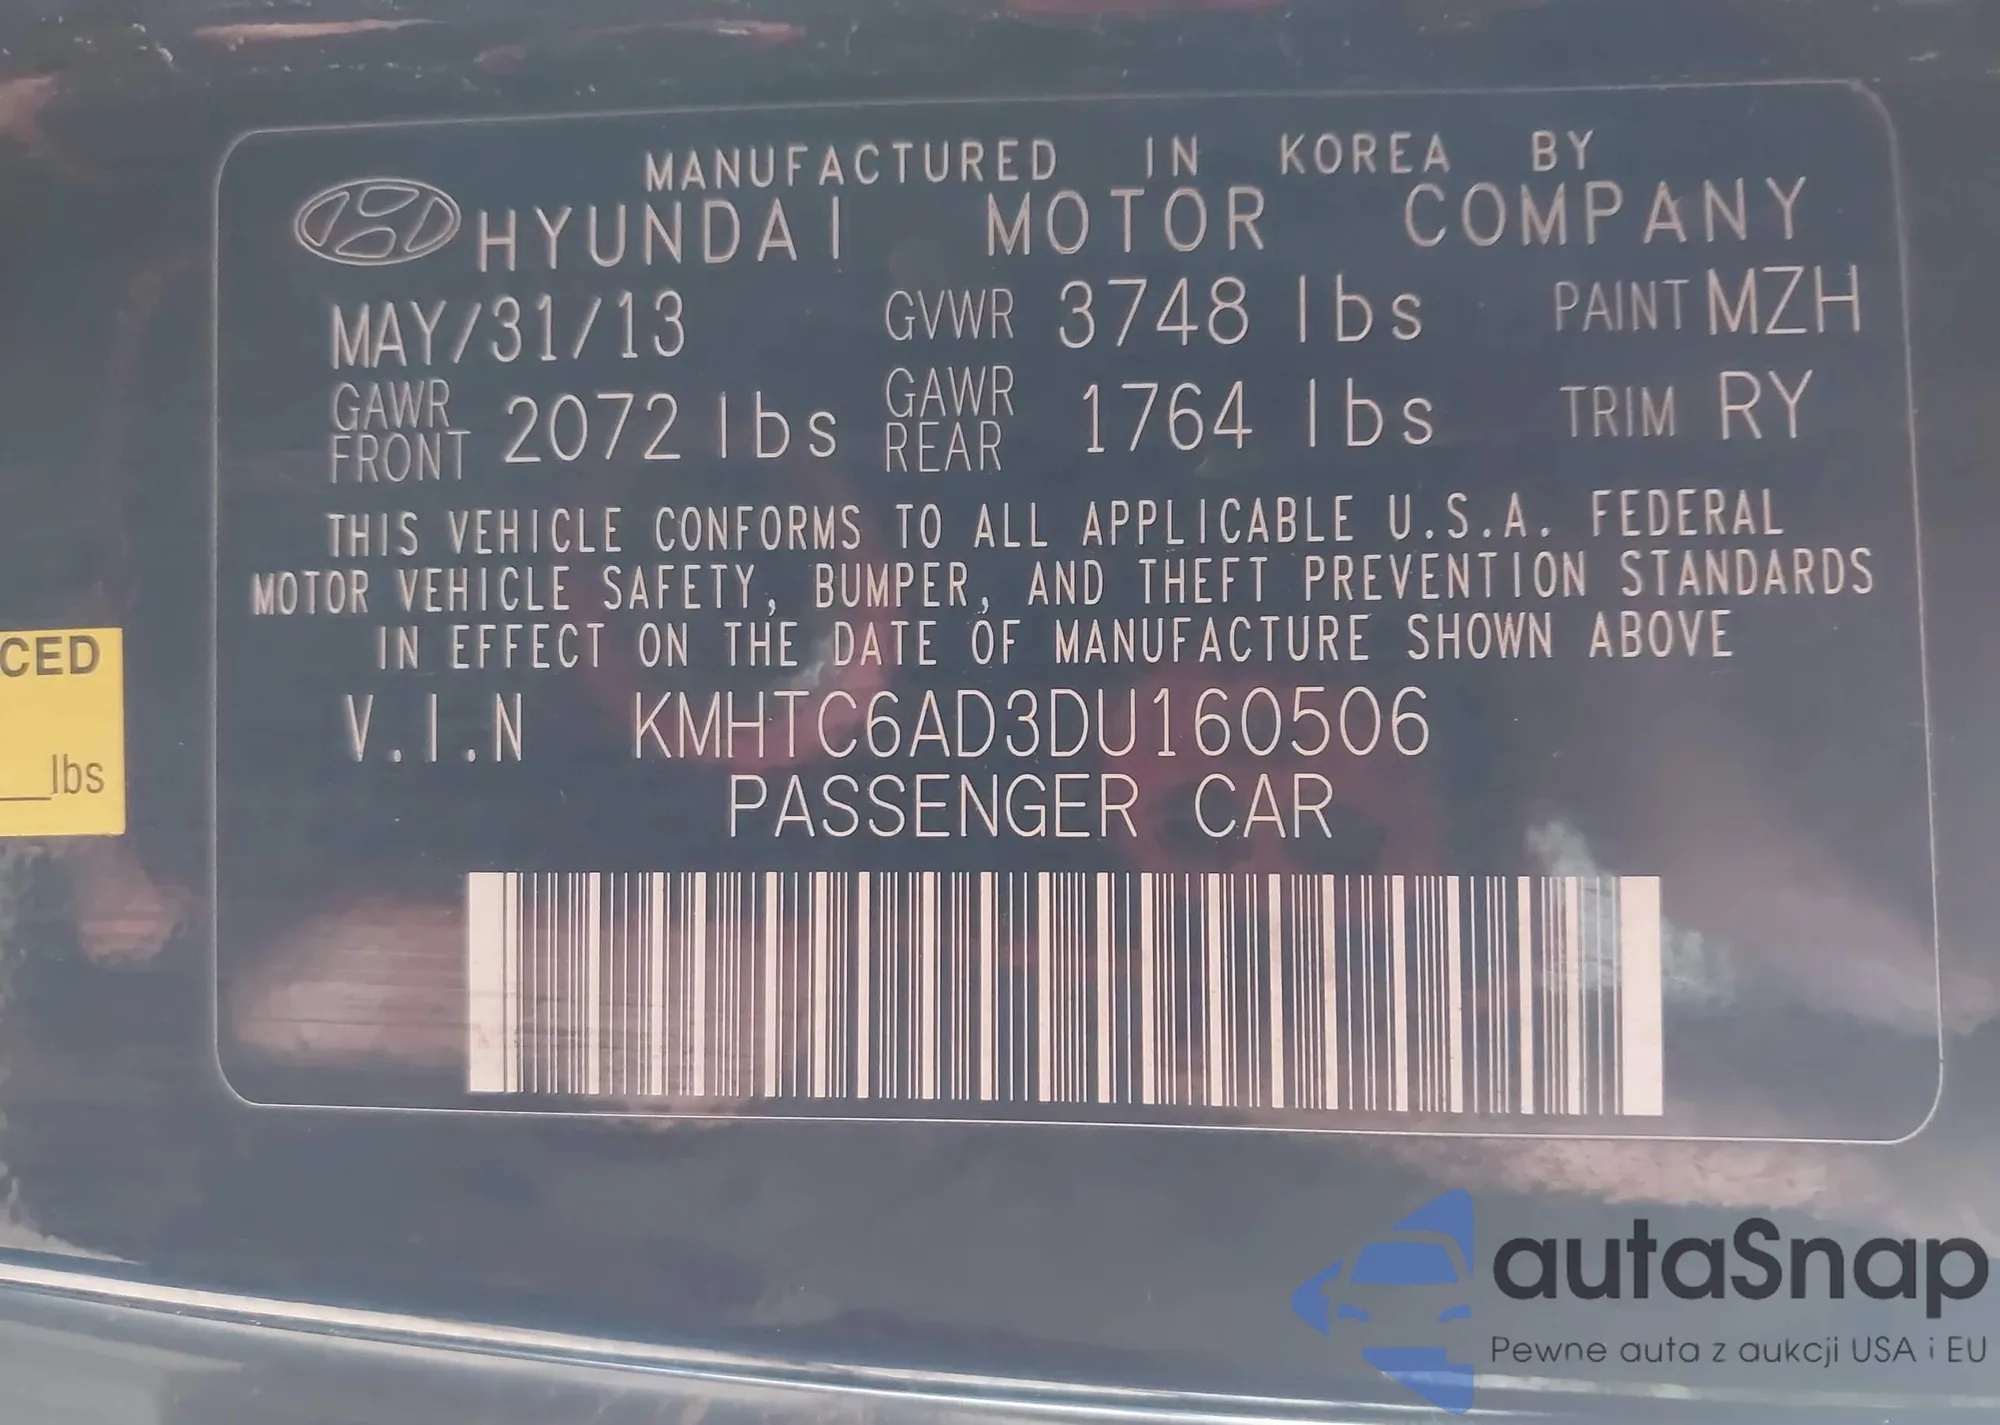 MANUFACTURED IN KOREA BY
HYUNDAI MOTOR COMPANY
MAY/31/13 GVWR 3748 lbs PAINT MZH
GAWR FRONT 2072 lbs GAWR REAR 1764 lbs TRIM RY
THIS VEHICLE CONFORMS TO ALL APPLICABLE U.S.A. FEDERAL
MOTOR VEHICLE SAFETY, BUMPER, AND THEFT PREVENTION STANDARDS
IN EFFECT ON THE DATE OF MANUFACTURE SHOWN ABOVE
V.I.N KMHTC6AD3DU160506
PASSENGER CAR
CED
__lbs
autaSnap
Pewne auta z aukcji USA i EU